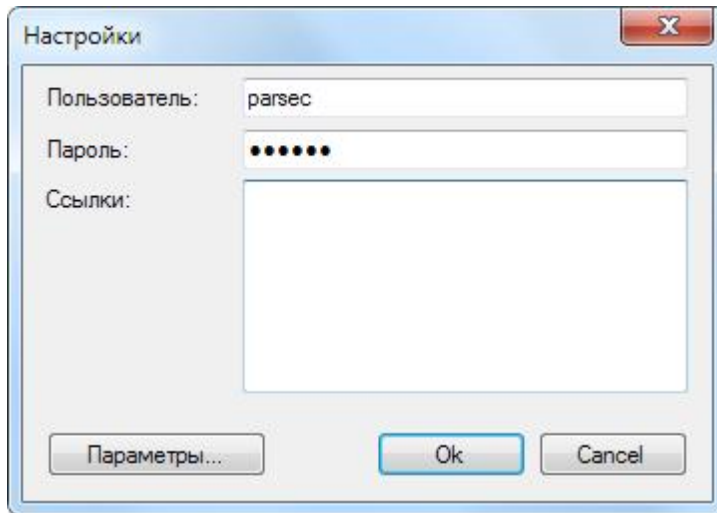 Настройки
Пользователь: parsec
Пароль: ●●●●●●
Ссылки:
Параметры... Ok Cancel